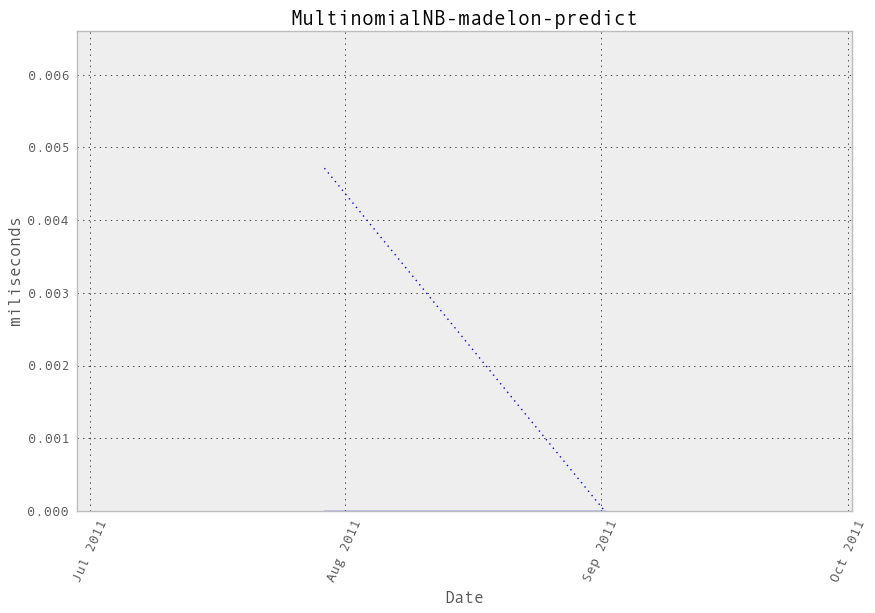 MultinomialNB-madelon-predict
0.006
0.005
0.004
0.003
0.002
0.001
0.000
miliseconds
Jul 2011
Aug 2011
Sep 2011
Oct 2011
Date